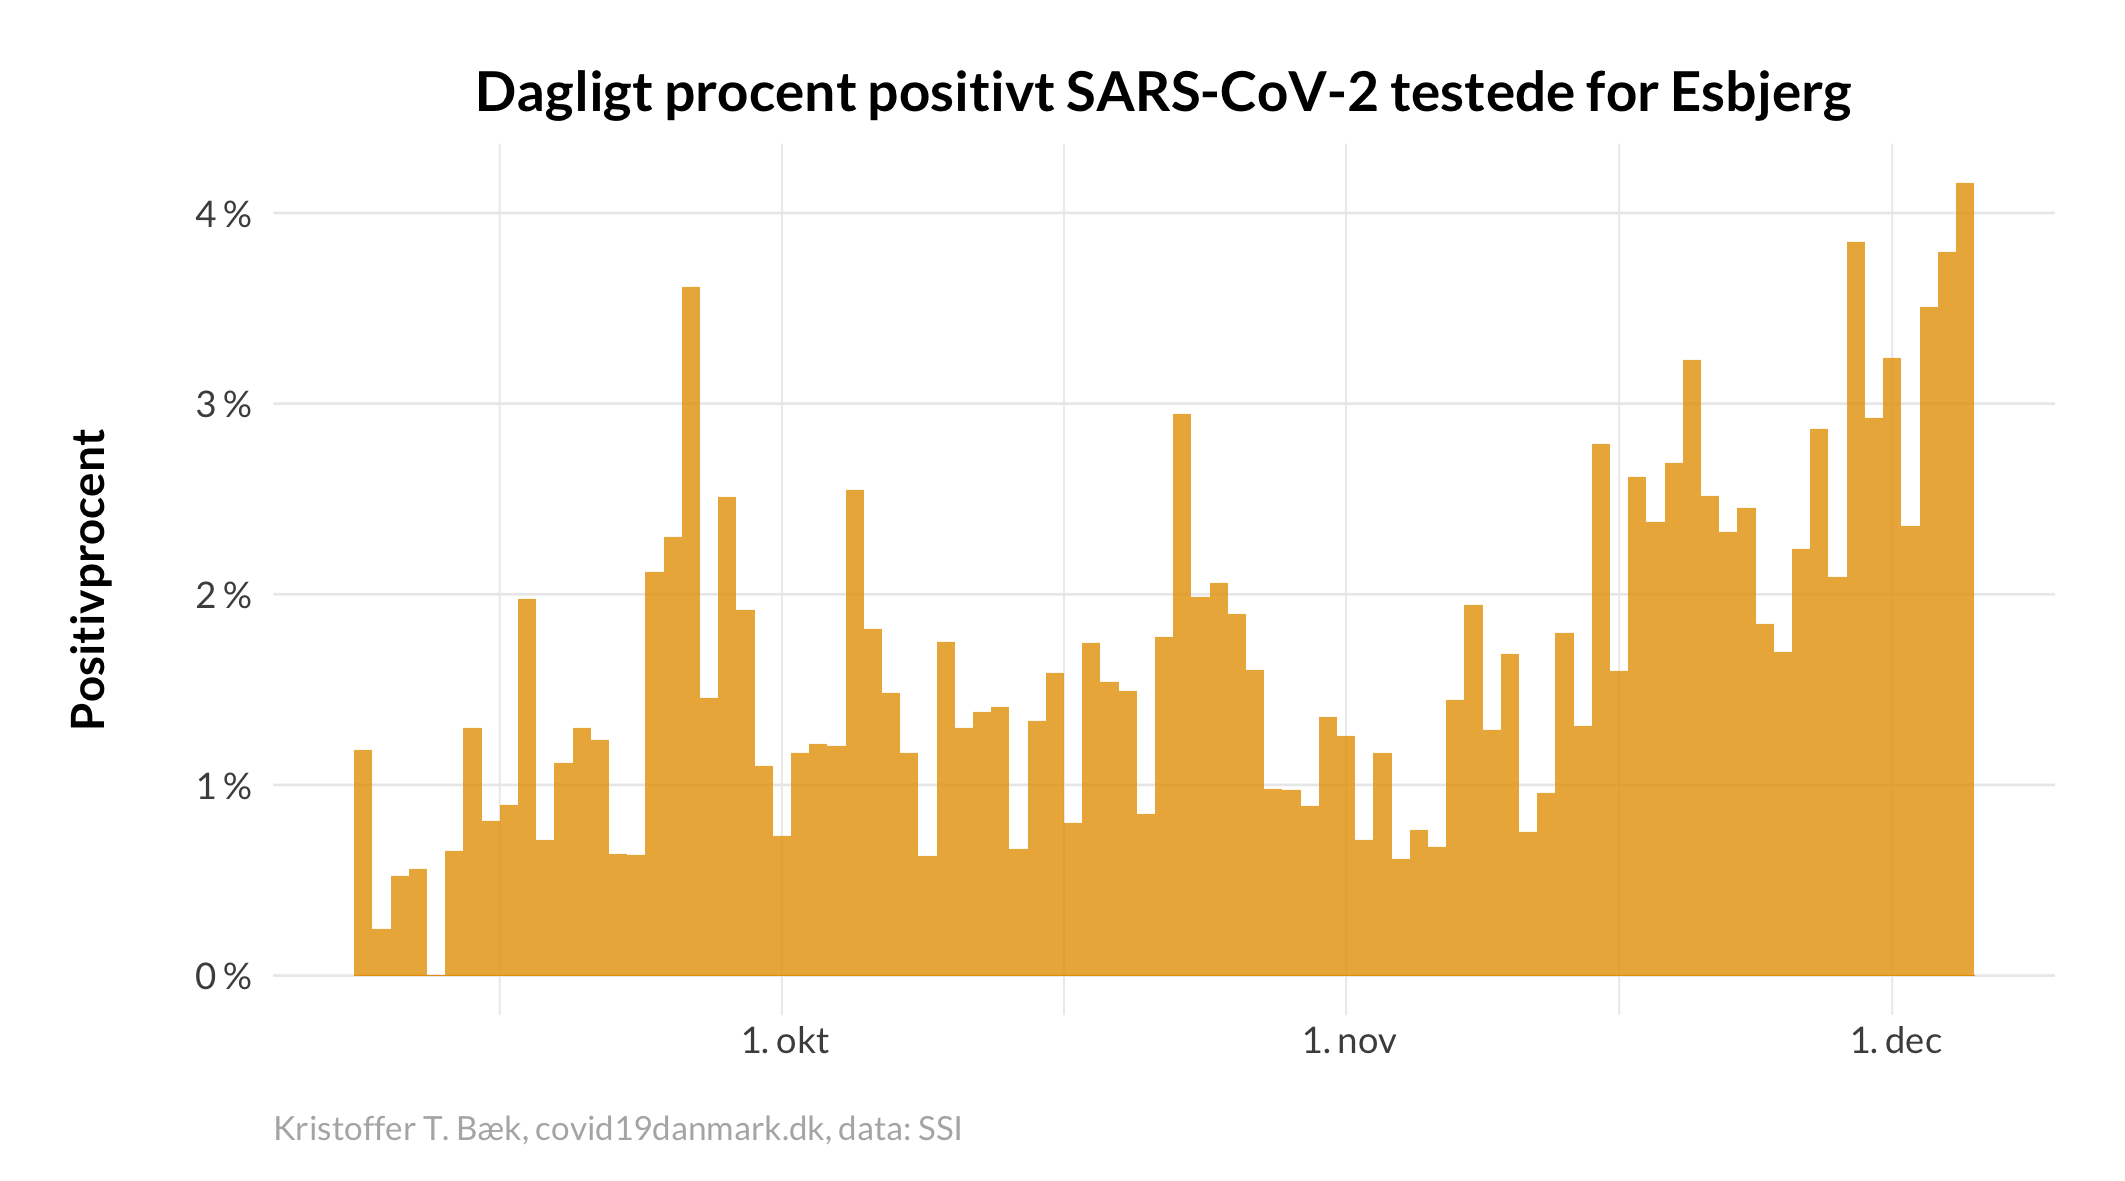 Dagligt procent positivt SARS-CoV-2 testede for Esbjerg
Positivprocent
4 %
3 %
2 %
1 %
0 %
1. okt
1. nov
1. dec
Kristoffer T. Bæk, covid19danmark.dk, data: SSI